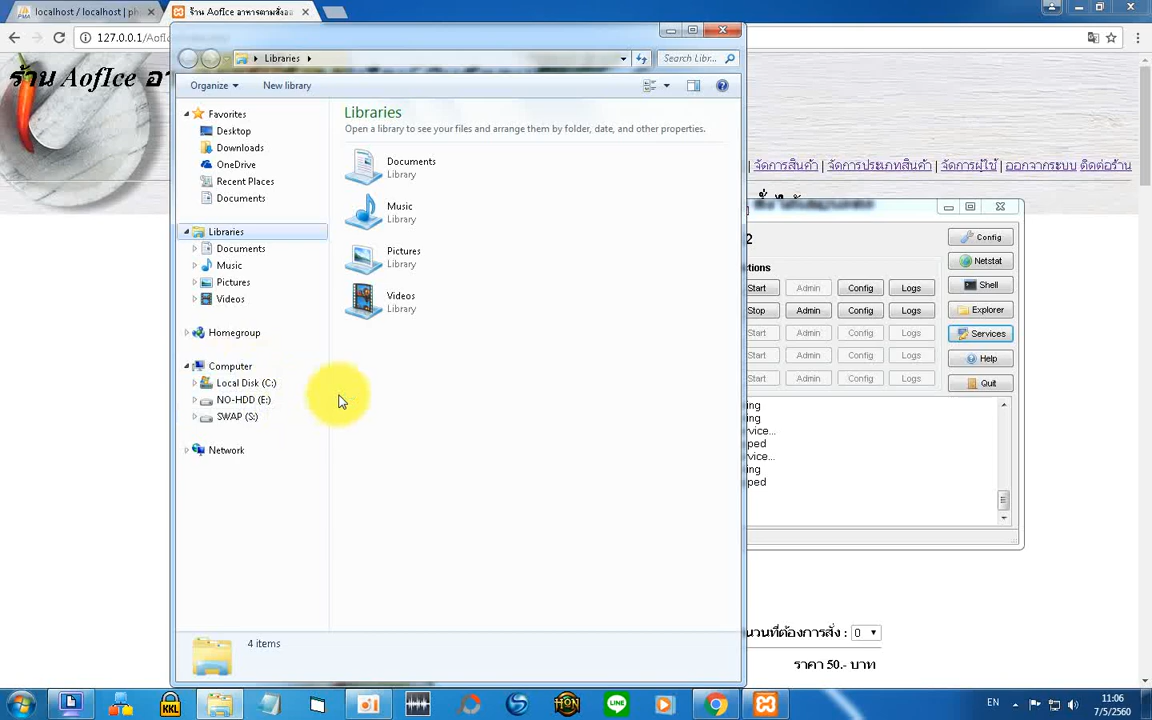 localhost / localhost | ph
ร้าน AofIce อาหารตามสั่งออ
127.0.0.1/Aofl
Libraries
Search Libr...
ร้าน AofIce อา
Organize
New library
Favorites
Desktop
Downloads
OneDrive
Recent Places
Documents
Libraries
Documents
Music
Pictures
Videos
Homegroup
Computer
Local Disk (C:)
NO-HDD (E:)
SWAP (S:)
Network
Libraries
Open a library to see your files and arrange them by folder, date, and other properties.
Documents
Library
Music
Library
Pictures
Library
Videos
Library
4 items
| จัดการสินค้า | จัดการประเภทสินค้า | จัดการผู้ใช้ | ออกจากระบบ ติดต่อร้าน
2
Config
ctions
Netstat
Start Admin Config Logs
Shell
Stop Admin Config Logs
Explorer
Start Admin Config Logs
Services
Start Admin Config Logs
Help
Start Admin Config Logs
Quit
ing
ing
rvice...
ped
rvice...
ing
ped
นวนที่ต้องการสั่ง : 0
ราคา 50.- บาท
KKL
HON
LINE
EN
11:06
7/5/2560